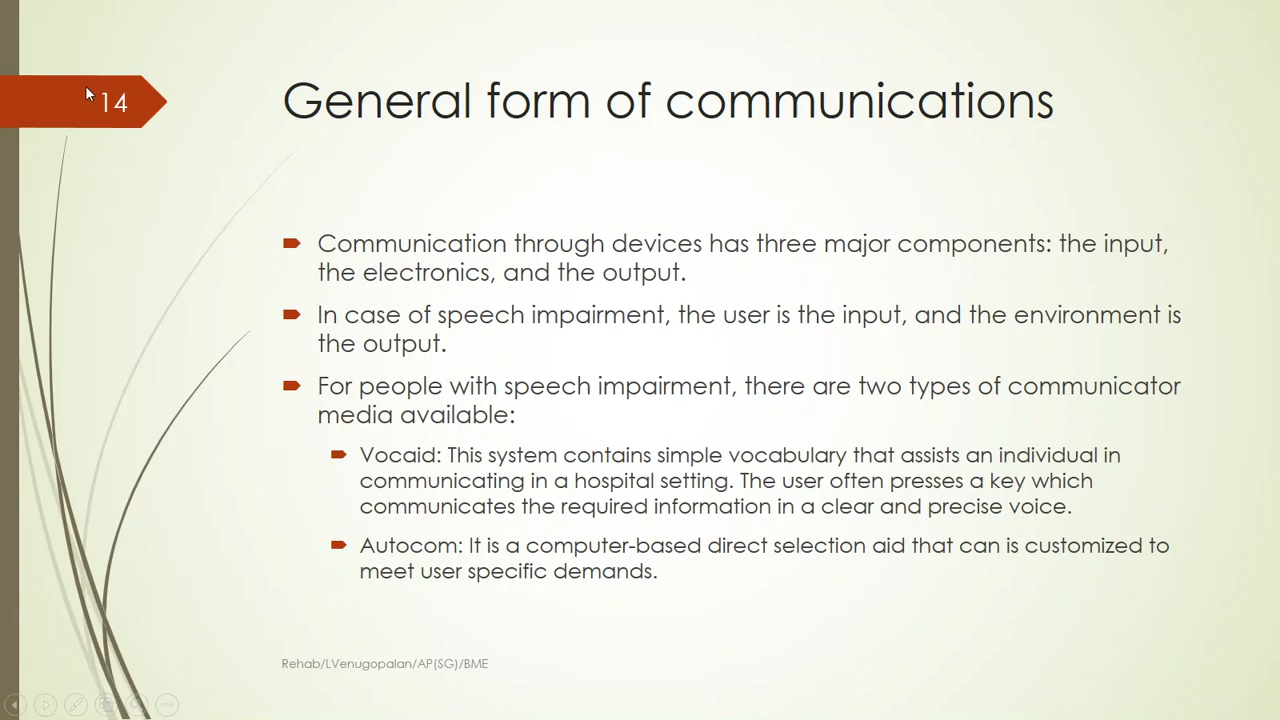 14
General form of communications
Communication through devices has three major components: the input,
the electronics, and the output.
In case of speech impairment, the user is the input, and the environment is
the output.
For people with speech impairment, there are two types of communicator
media available:
Vocaid: This system contains simple vocabulary that assists an individual in
communicating in a hospital setting. The user often presses a key which
communicates the required information in a clear and precise voice.
Autocom: It is a computer-based direct selection aid that can is customized to
meet user specific demands.
Rehab/LVenugopalan/AP(SG)/BME